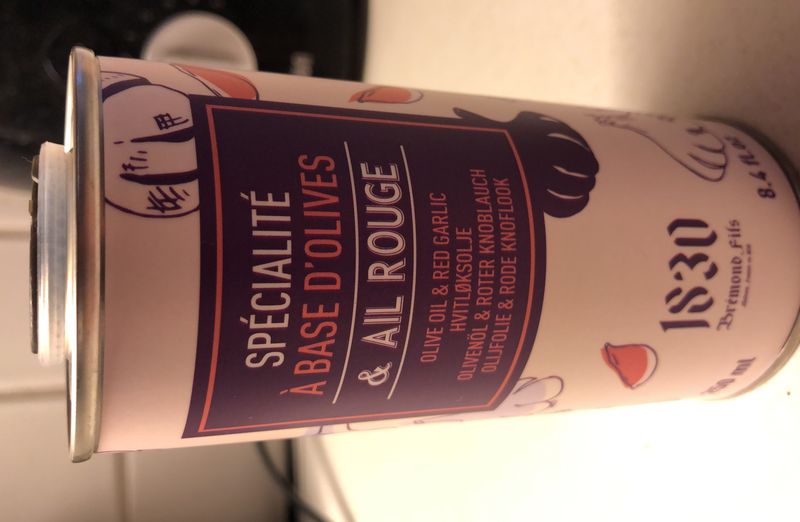 SPÉCIALITÉ
À BASE D'OLIVES
& AIL ROUGE
OLIVE OIL & RED GARLIC
HVITLØKSOLJE
OLIVENÖL & ROTER KNOBLAUCH
OLIJFOLIE & RODE KNOFLOOK
1830
Brémond Fils
ml
8.4 fl.oz.